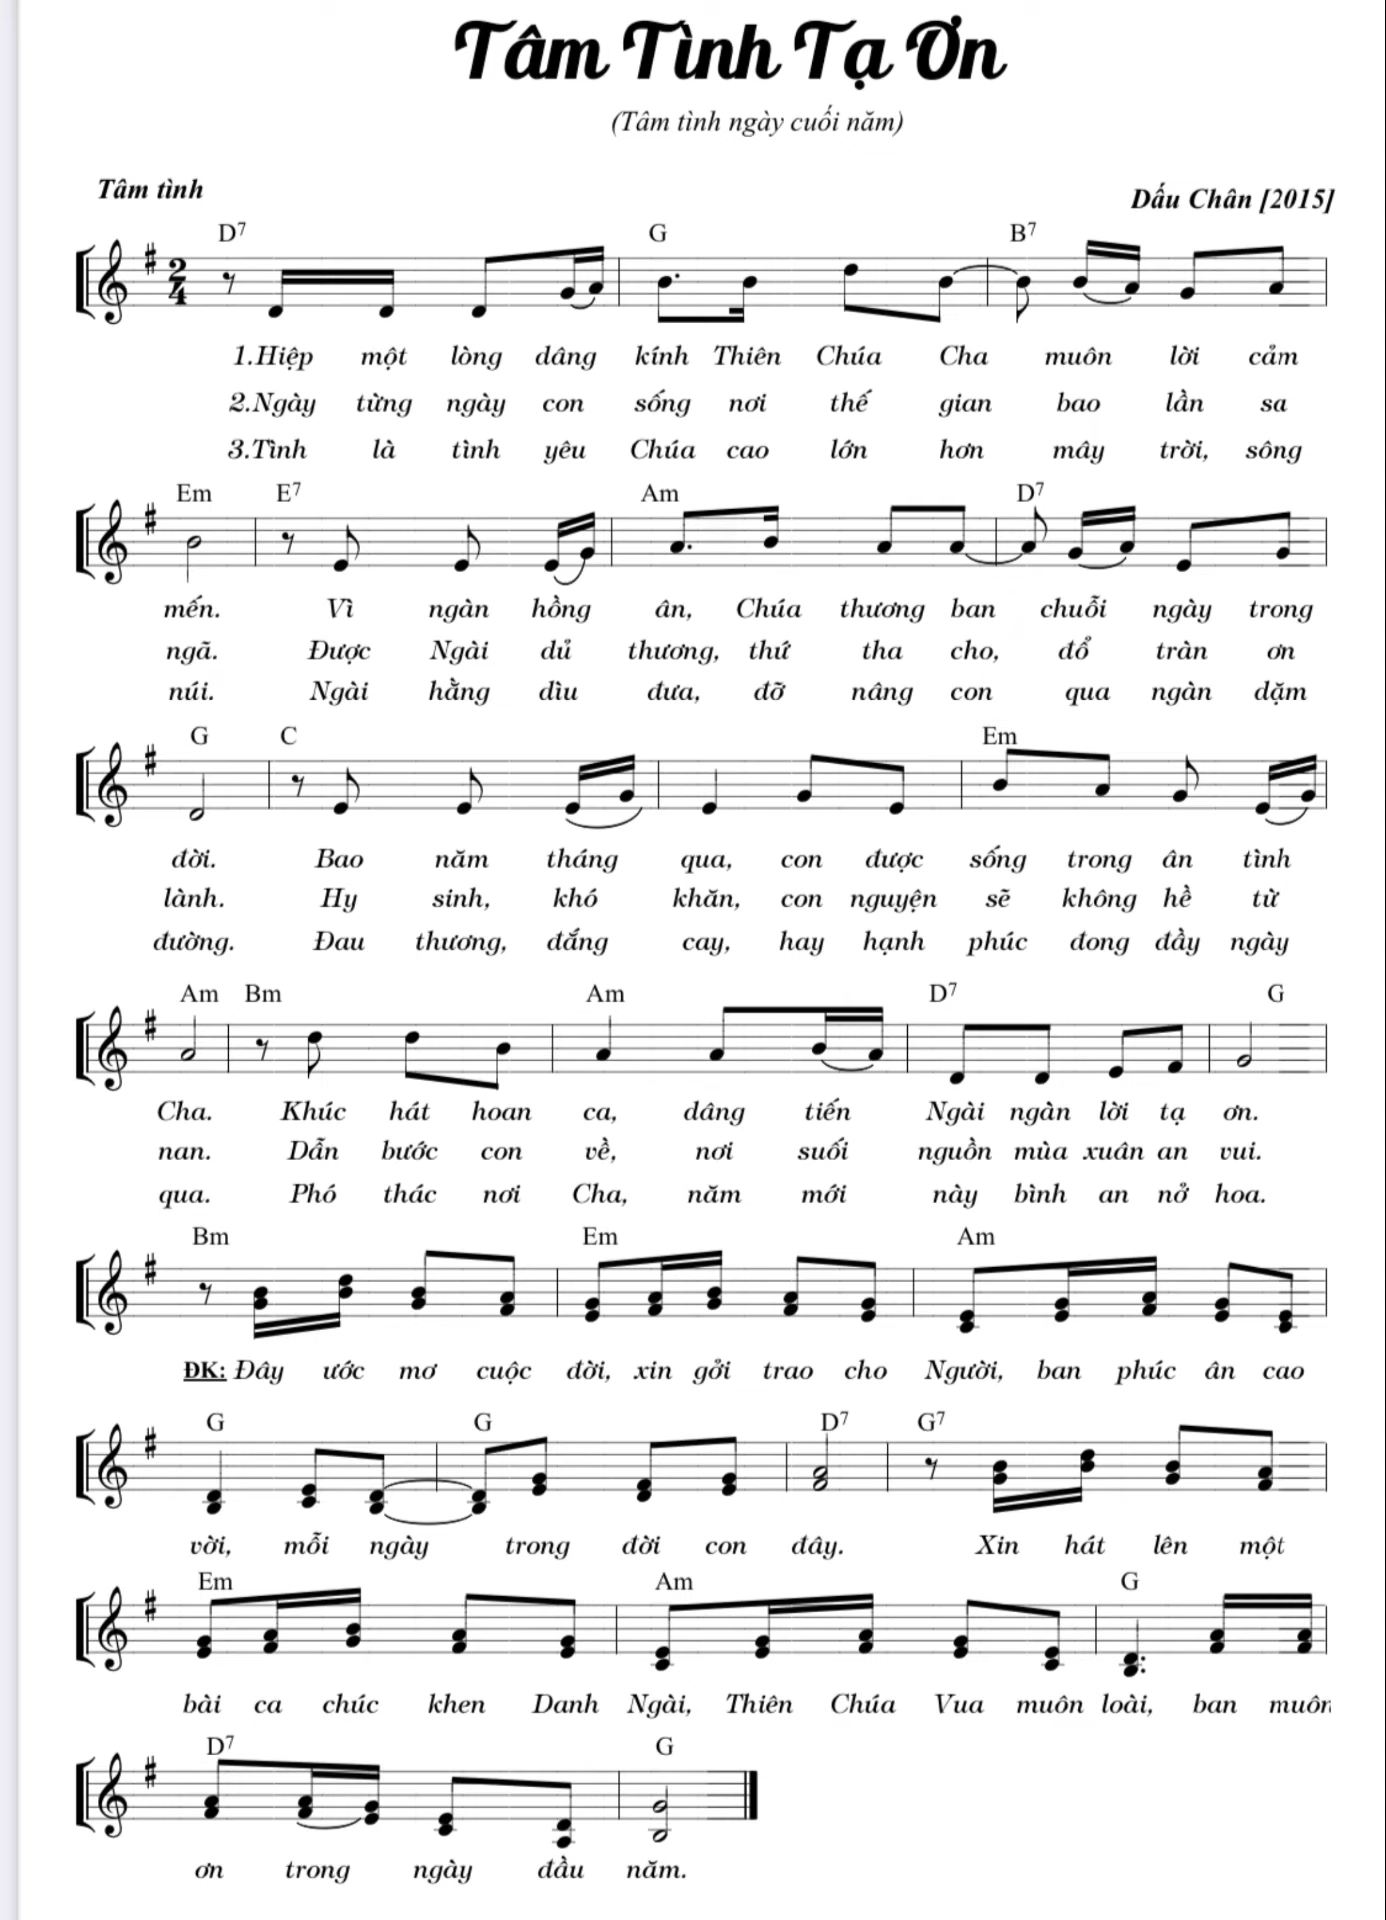 Tâm Tình Tạ Ơn
(Tâm tình ngày cuối năm)
Tâm tình
Dấu Chân [2015]
D7 G B7
1.Hiệp một lòng dâng kính Thiên Chúa Cha muôn lời cảm
2.Ngày từng ngày con sống nơi thế gian bao lần sa
3.Tình là tình yêu Chúa cao lớn hơn mây trời, sông
Em E7 Am D7
mến. Vì ngàn hồng ân, Chúa thương ban chuỗi ngày trong
ngã. Được Ngài dủ thương, thứ tha cho, đổ tràn ơn
núi. Ngài hằng dìu đưa, đỡ nâng con qua ngàn dặm
G C Em
đời. Bao năm tháng qua, con được sống trong ân tình
lành. Hy sinh, khó khăn, con nguyện sẽ không hề từ
đường. Đau thương, đắng cay, hay hạnh phúc đong đầy ngày
Am Bm Am D7 G
Cha. Khúc hát hoan ca, dâng tiến Ngài ngàn lời tạ ơn.
nan. Dẫn bước con về, nơi suối nguồn mùa xuân an vui.
qua. Phó thác nơi Cha, năm mới này bình an nở hoa.
Bm Em Am
ĐK: Đây ước mơ cuộc đời, xin gởi trao cho Người, ban phúc ân cao
G G D7 G7
vời, mỗi ngày trong đời con đây. Xin hát lên một
Em Am G
bài ca chúc khen Danh Ngài, Thiên Chúa Vua muôn loài, ban muôn
D7 G
ơn trong ngày đầu năm.